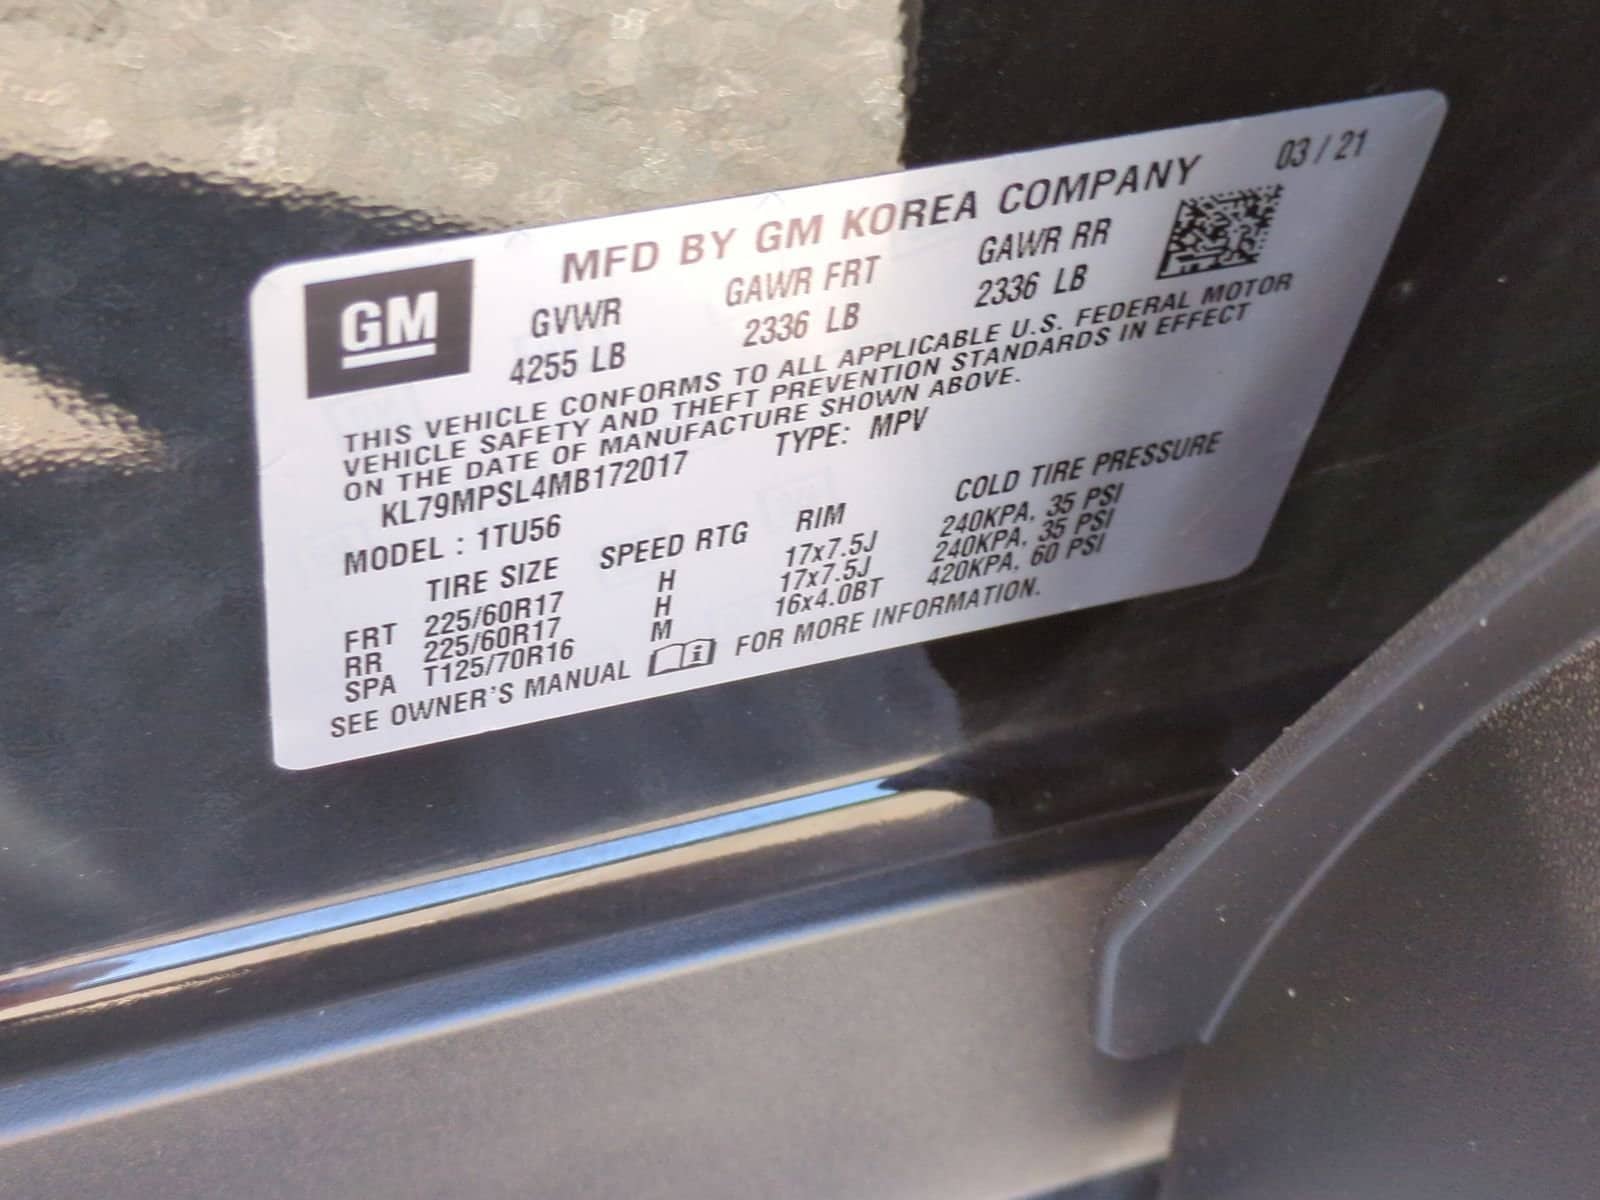 03 / 21
MFD BY GM KOREA COMPANY
GM
GVWR GAWR FRT GAWR RR
4255 LB 2336 LB 2336 LB
THIS VEHICLE CONFORMS TO ALL APPLICABLE U.S. FEDERAL MOTOR
VEHICLE SAFETY AND THEFT PREVENTION STANDARDS IN EFFECT
ON THE DATE OF MANUFACTURE SHOWN ABOVE.
KL79MPSL4MB172017 TYPE: MPV
MODEL : 1TU56
TIRE SIZE SPEED RTG RIM COLD TIRE PRESSURE
FRT 225/60R17 H 17x7.5J 240KPA, 35 PSI
RR 225/60R17 H 17x7.5J 240KPA, 35 PSI
SPA T125/70R16 M 16x4.0BT 420KPA, 60 PSI
SEE OWNER'S MANUAL i FOR MORE INFORMATION.